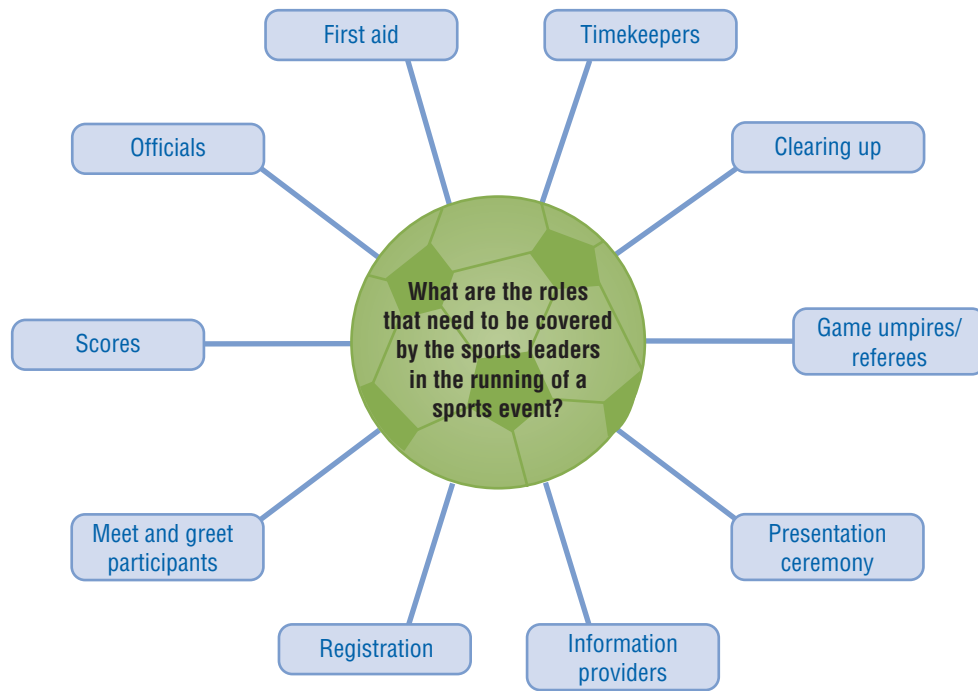 First aid
Timekeepers
Officials
Clearing up
What are the roles
that need to be covered
by the sports leaders
in the running of a
sports event?
Scores
Game umpires/
referees
Meet and greet
participants
Presentation
ceremony
Registration
Information
providers